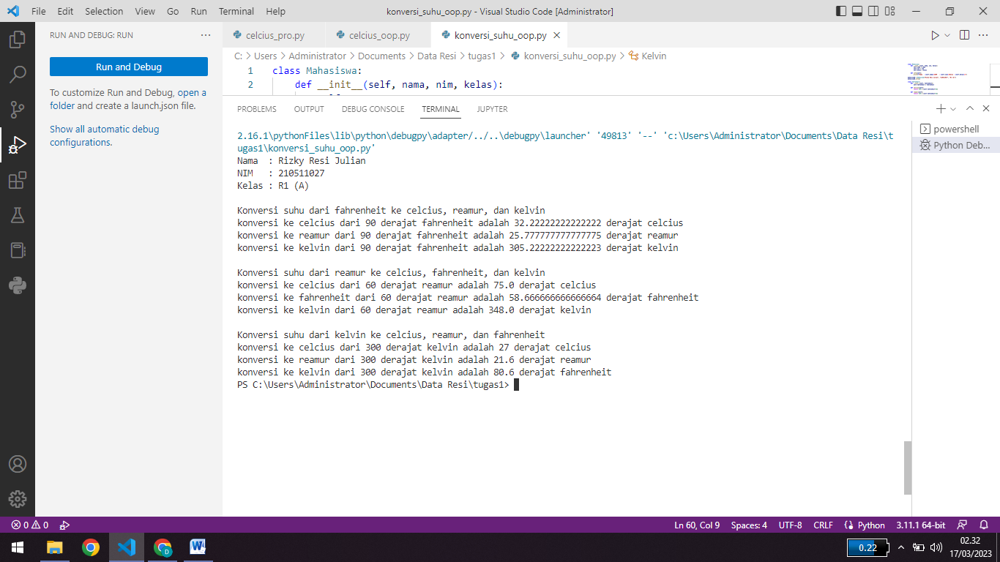 File Edit Selection View Go Run Terminal Help
konversi_suhu_oop.py - Visual Studio Code [Administrator]
RUN AND DEBUG: RUN
Run and Debug
To customize Run and Debug, open a
folder and create a launch.json file.
Show all automatic debug
configurations.
celcius_pro.py
celcius_oop.py
konversi_suhu_oop.py
C: > Users > Administrator > Documents > Data Resi > tugas1 > konversi_suhu_oop.py > Kelvin
1 class Mahasiswa:
2 def __init__(self, nama, nim, kelas):
PROBLEMS OUTPUT DEBUG CONSOLE TERMINAL JUPYTER
2.16.1\pythonFiles\lib\python\debugpy\adapter/../..\debugpy\launcher' '49813' '--' 'c:\Users\Administrator\Documents\Data Resi\t
ugas1\konversi_suhu_oop.py'
Nama  : Rizky Resi Julian
NIM   : 210511027
Kelas : R1 (A)
Konversi suhu dari fahrenheit ke celcius, reamur, dan kelvin
konversi ke celcius dari 90 derajat fahrenheit adalah 32.22222222222222 derajat celcius
konversi ke reamur dari 90 derajat fahrenheit adalah 25.777777777777775 derajat reamur
konversi ke kelvin dari 90 derajat fahrenheit adalah 305.22222222222223 derajat kelvin
Konversi suhu dari reamur ke celcius, fahrenheit, dan kelvin
konversi ke celcius dari 60 derajat reamur adalah 75.0 derajat celcius
konversi ke fahrenheit dari 60 derajat reamur adalah 58.666666666666664 derajat fahrenheit
konversi ke kelvin dari 60 derajat reamur adalah 348.0 derajat kelvin
Konversi suhu dari kelvin ke celcius, reamur, dan fahrenheit
konversi ke celcius dari 300 derajat kelvin adalah 27 derajat celcius
konversi ke reamur dari 300 derajat kelvin adalah 21.6 derajat reamur
konversi ke kelvin dari 300 derajat kelvin adalah 80.6 derajat fahrenheit
PS C:\Users\Administrator\Documents\Data Resi\tugas1>
powershell
Python Deb...
0 0
Ln 60, Col 9 Spaces: 4 UTF-8 CRLF Python 3.11.1 64-bit
0.22
02.32
17/03/2023